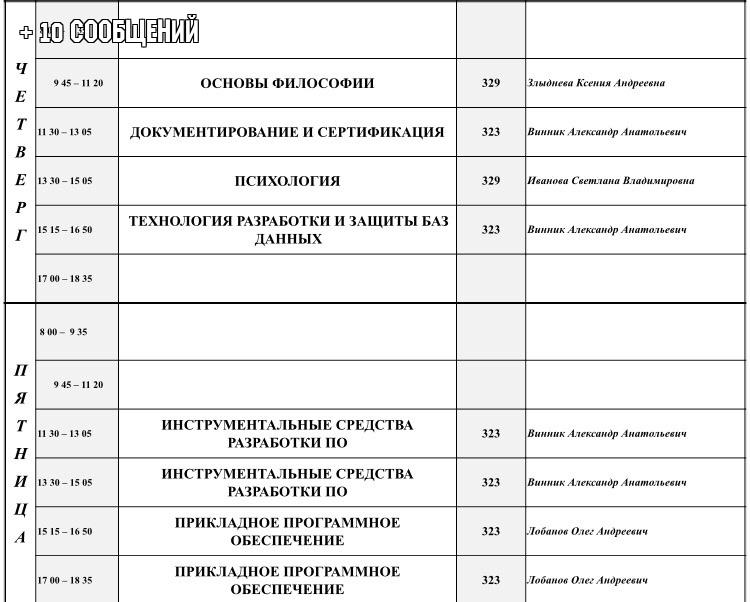 + 10 СООБЩЕНИЙ
ЧЕТВЕРГ
9 45 – 11 20 ОСНОВЫ ФИЛОСОФИИ 329 Злыднева Ксения Андреевна
11 30 – 13 05 ДОКУМЕНТИРОВАНИЕ И СЕРТИФИКАЦИЯ 323 Винник Александр Анатольевич
13 30 – 15 05 ПСИХОЛОГИЯ 329 Иванова Светлана Владимировна
15 15 – 16 50 ТЕХНОЛОГИЯ РАЗРАБОТКИ И ЗАЩИТЫ БАЗ
ДАННЫХ 323 Винник Александр Анатольевич
17 00 – 18 35
ПЯТНИЦА
8 00 – 9 35
9 45 – 11 20
11 30 – 13 05 ИНСТРУМЕНТАЛЬНЫЕ СРЕДСТВА
РАЗРАБОТКИ ПО 323 Винник Александр Анатольевич
13 30 – 15 05 ИНСТРУМЕНТАЛЬНЫЕ СРЕДСТВА
РАЗРАБОТКИ ПО 323 Винник Александр Анатольевич
15 15 – 16 50 ПРИКЛАДНОЕ ПРОГРАММНОЕ
ОБЕСПЕЧЕНИЕ 323 Лобанов Олег Андреевич
17 00 – 18 35 ПРИКЛАДНОЕ ПРОГРАММНОЕ
ОБЕСПЕЧЕНИЕ 323 Лобанов Олег Андреевич